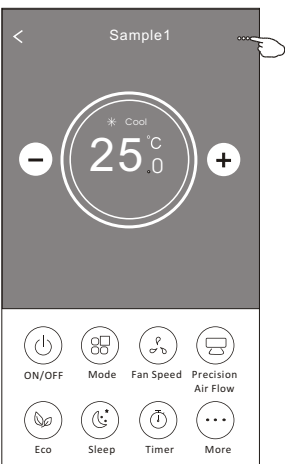 Sample1
Cool
25.0°C
ON/OFF Mode Fan Speed Precision
Air Flow
Eco Sleep Timer More